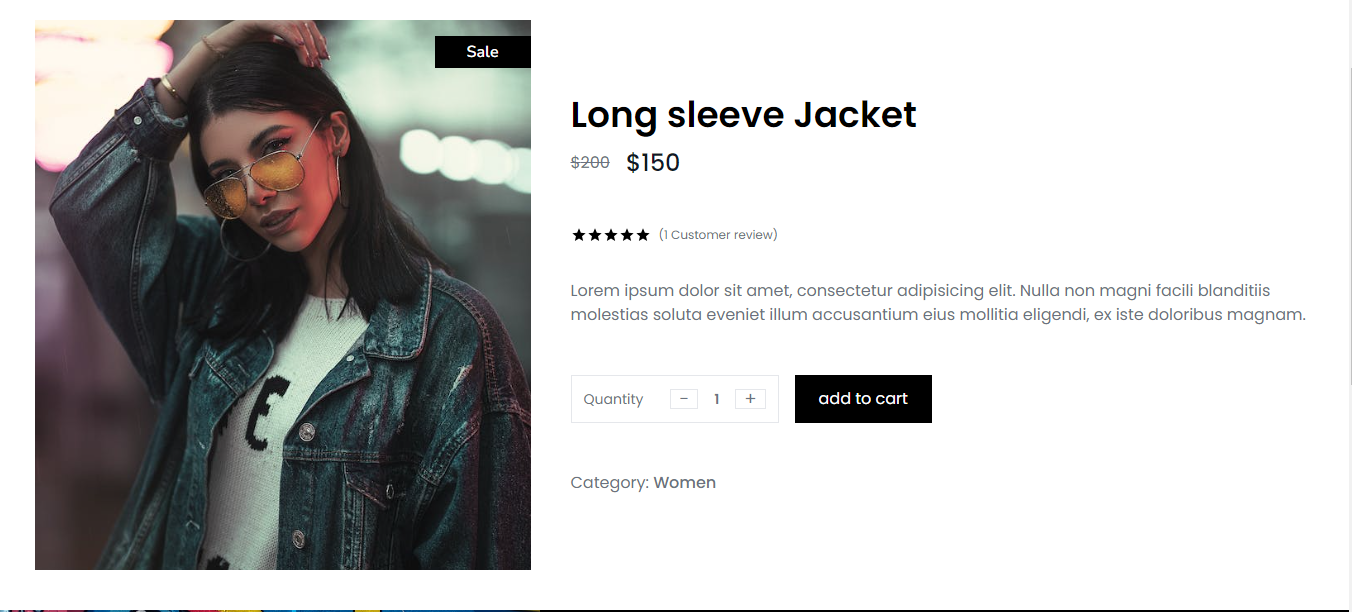 Sale
Long sleeve Jacket
$200 $150
(1 Customer review)
Lorem ipsum dolor sit amet, consectetur adipisicing elit. Nulla non magni facili blanditiis
molestias soluta eveniet illum accusantium eius mollitia eligendi, ex iste doloribus magnam.
Quantity − 1 + add to cart
Category: Women
E